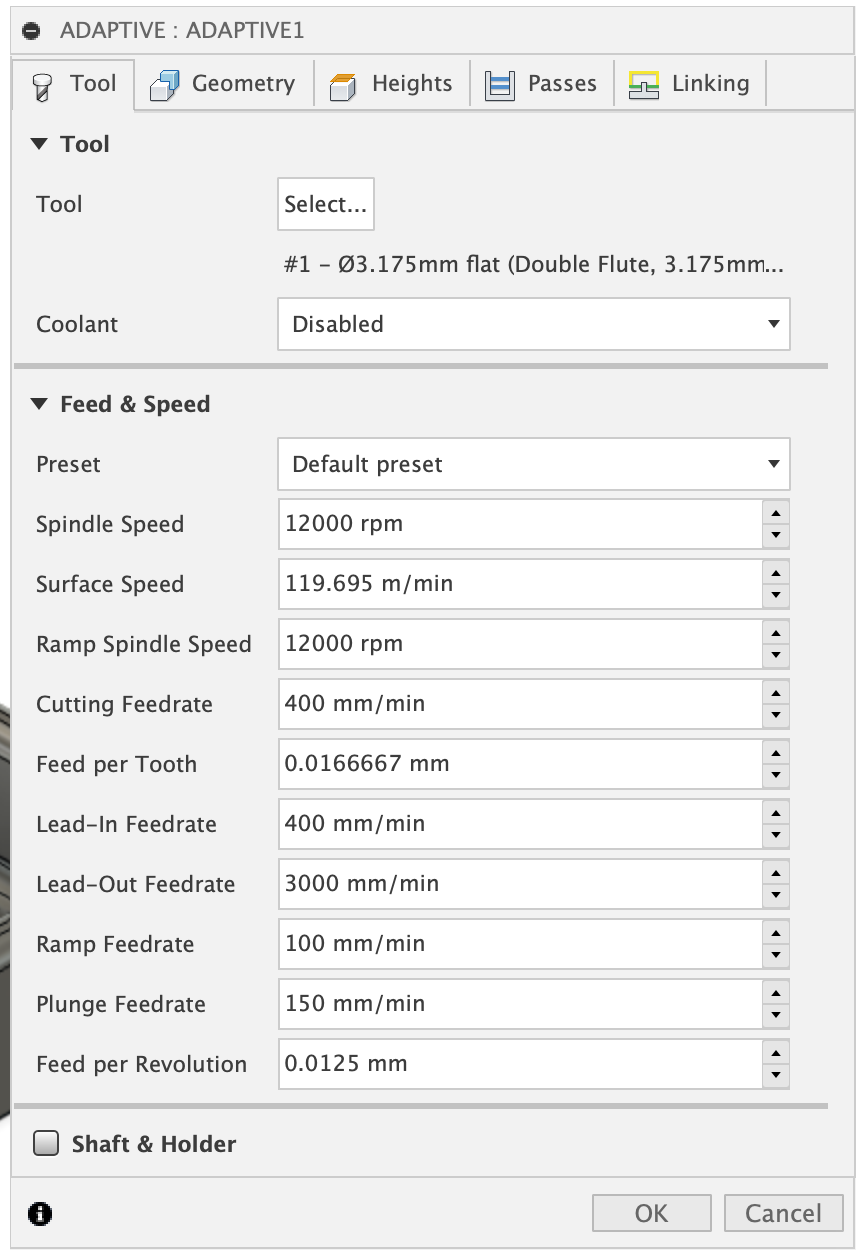 ADAPTIVE : ADAPTIVE1
Tool Geometry Heights Passes Linking
Tool
Tool Select...
#1 - Ø3.175mm flat (Double Flute, 3.175mm...
Coolant Disabled
Feed & Speed
Preset Default preset
Spindle Speed 12000 rpm
Surface Speed 119.695 m/min
Ramp Spindle Speed 12000 rpm
Cutting Feedrate 400 mm/min
Feed per Tooth 0.0166667 mm
Lead-In Feedrate 400 mm/min
Lead-Out Feedrate 3000 mm/min
Ramp Feedrate 100 mm/min
Plunge Feedrate 150 mm/min
Feed per Revolution 0.0125 mm
Shaft & Holder
OK Cancel